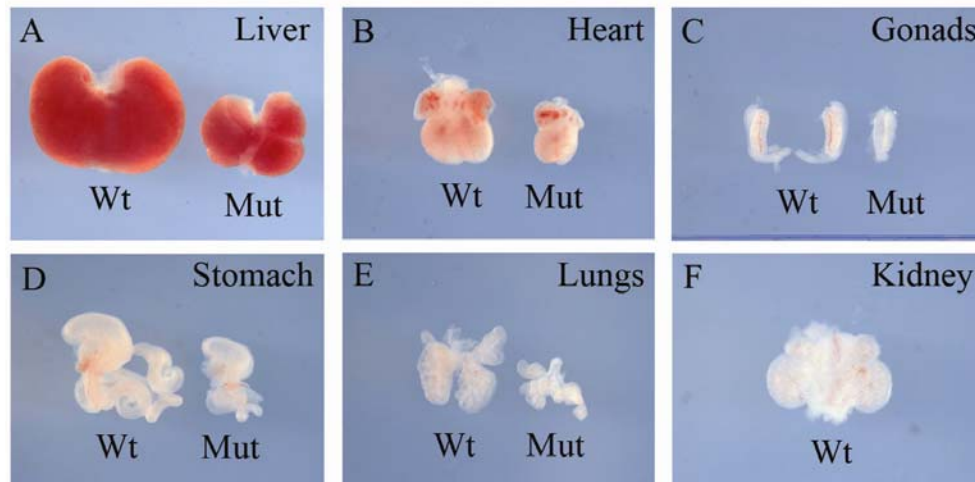 A Liver
Wt
Mut
B Heart
Wt
Mut
C Gonads
Wt
Mut
D Stomach
Wt
Mut
E Lungs
Wt
Mut
F Kidney
Wt